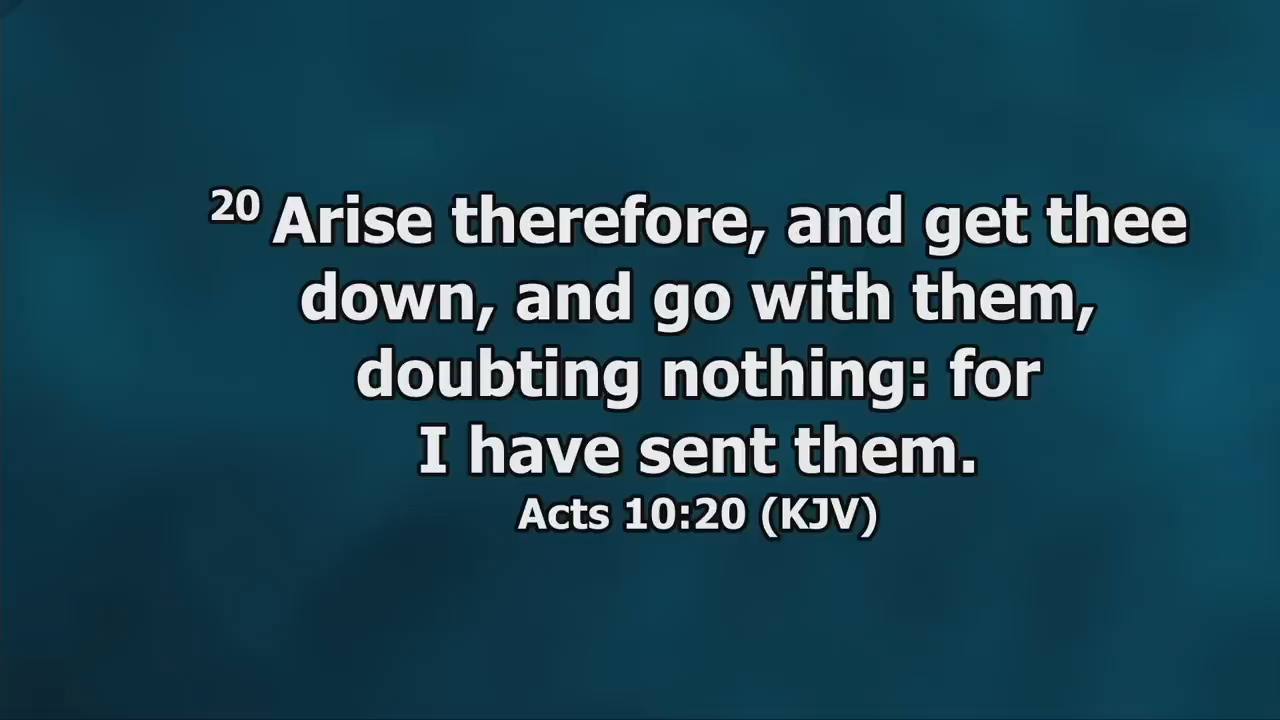 20 Arise therefore, and get thee
down, and go with them,
doubting nothing: for
I have sent them.
Acts 10:20 (KJV)